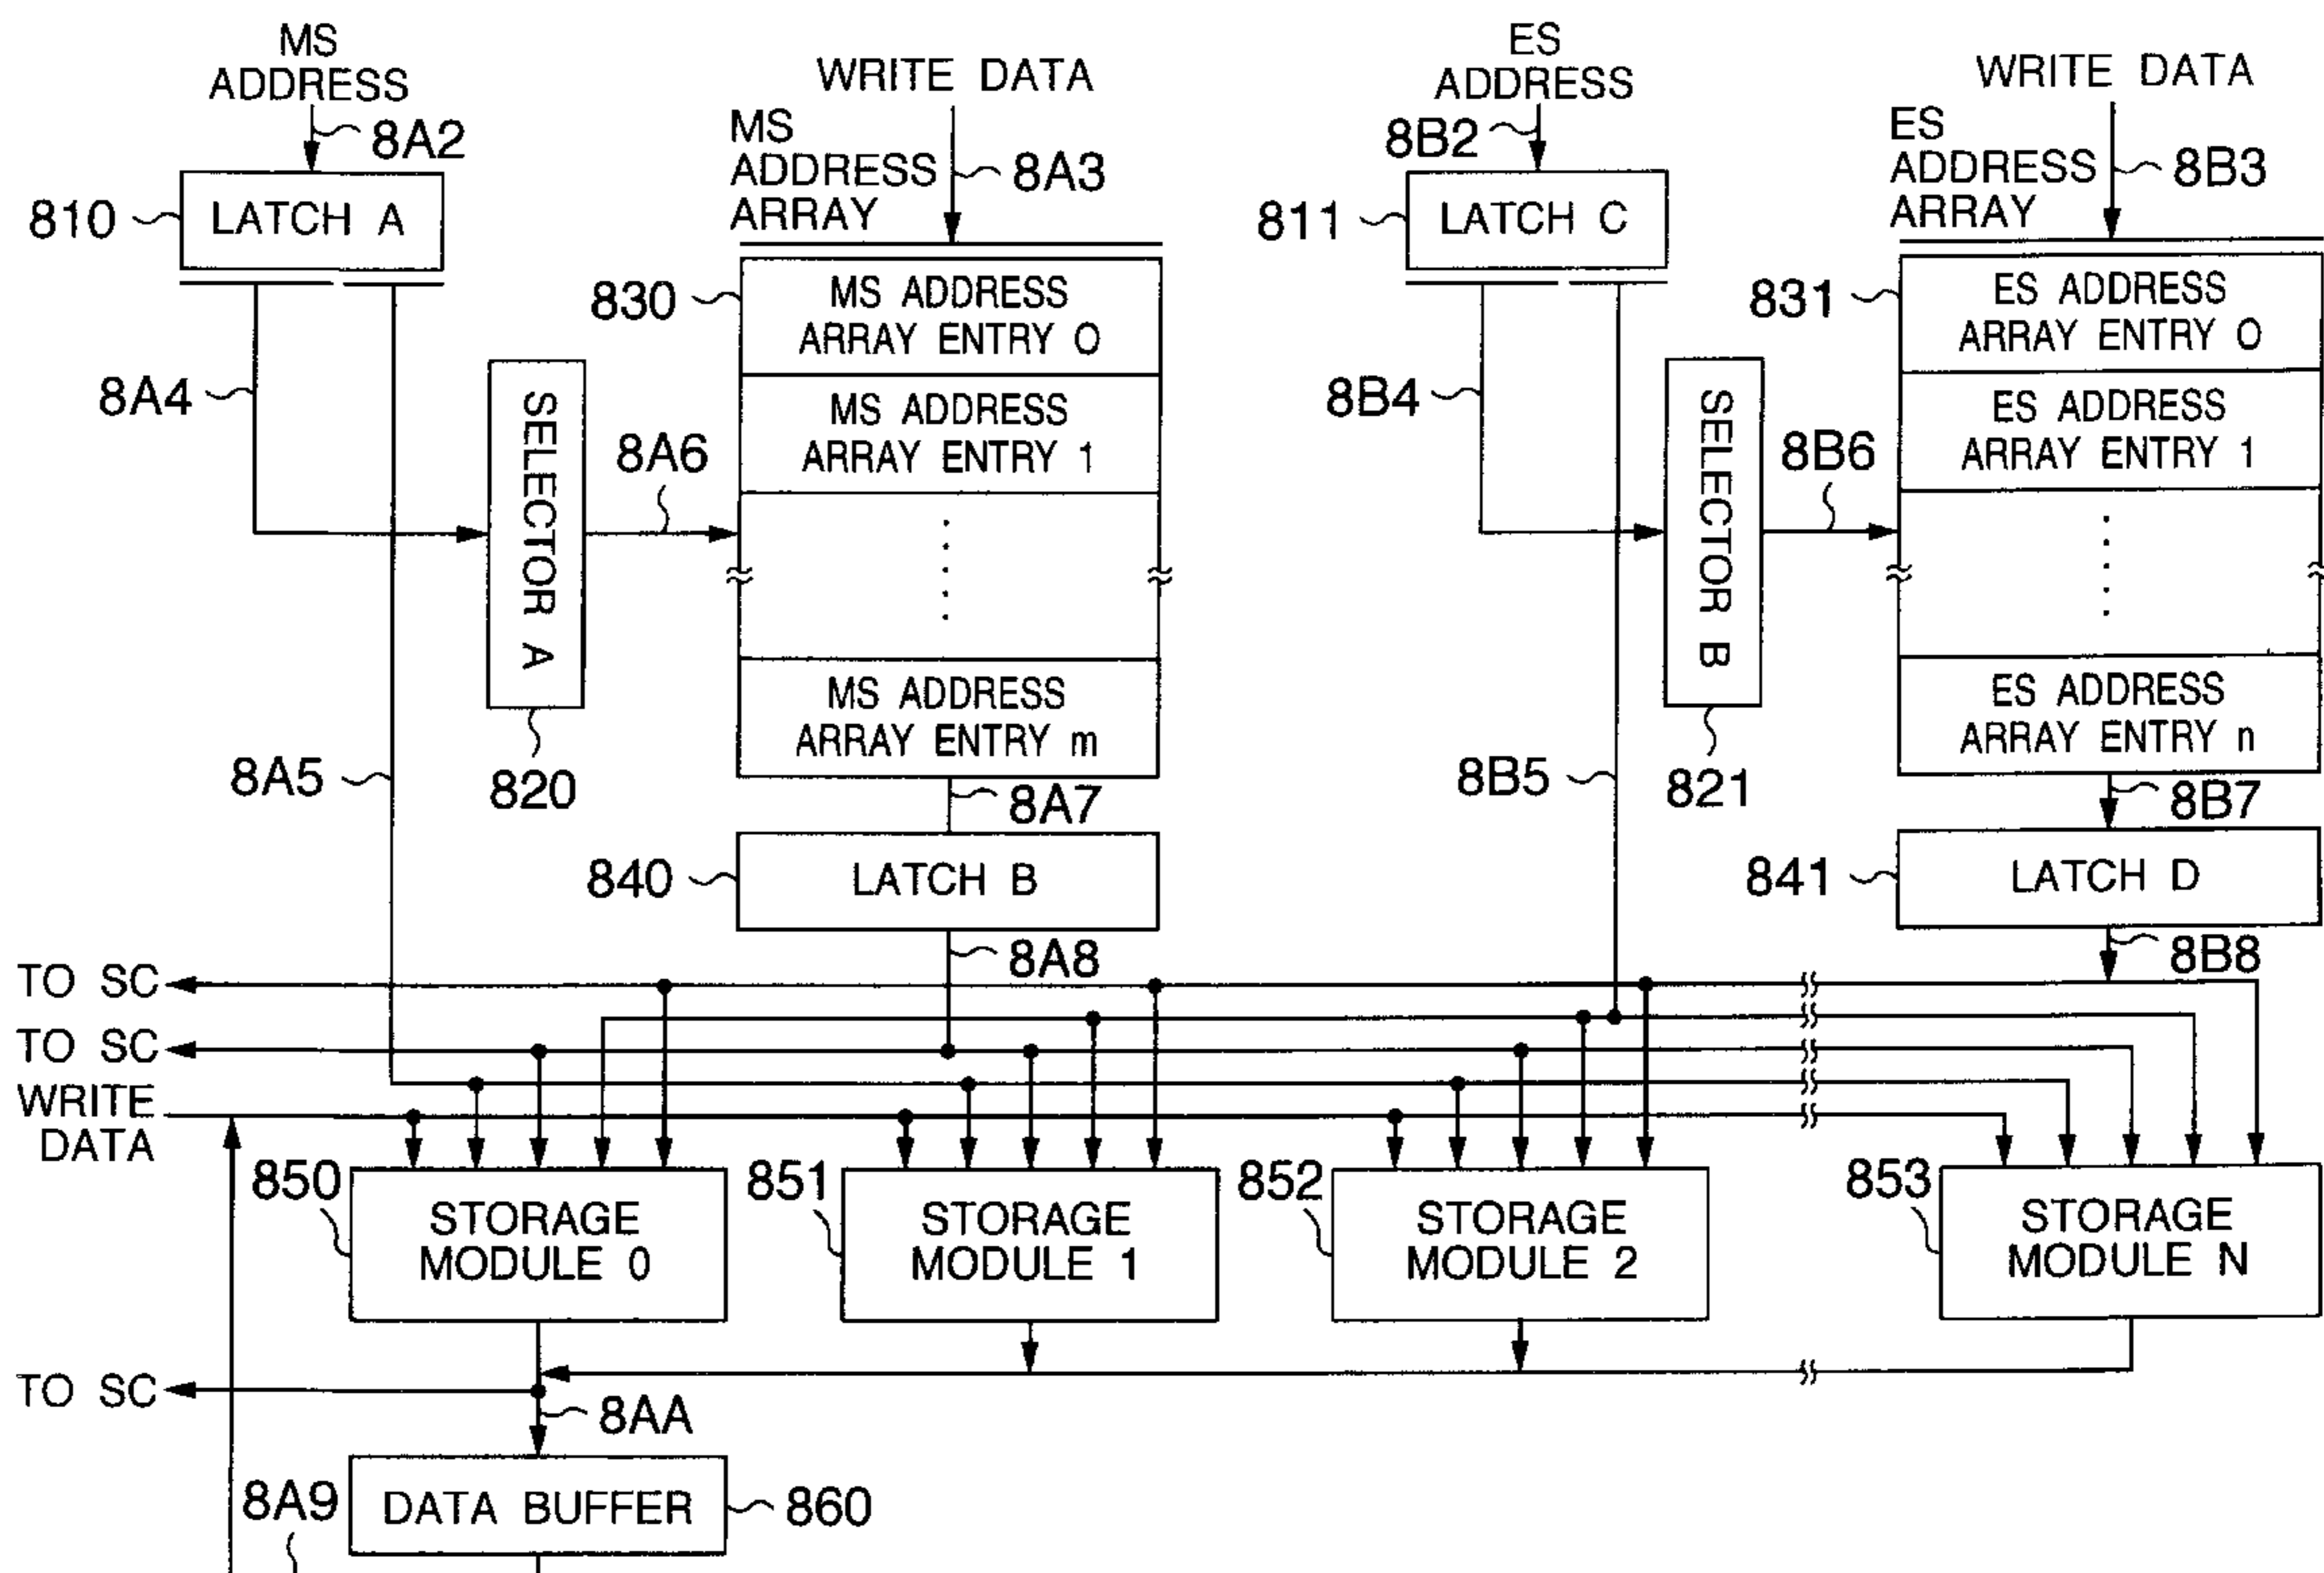 MS
ADDRESS
8A2
810
LATCH A
8A4
8A5
SELECTOR A
820
8A6
WRITE DATA
8A3
MS
ADDRESS
ARRAY
830
MS ADDRESS
ARRAY ENTRY 0
MS ADDRESS
ARRAY ENTRY 1
MS ADDRESS
ARRAY ENTRY m
8A7
840
LATCH B
8A8
ES
ADDRESS
8B2
811
LATCH C
8B4
8B5
SELECTOR B
821
8B6
WRITE DATA
8B3
ES
ADDRESS
ARRAY
831
ES ADDRESS
ARRAY ENTRY 0
ES ADDRESS
ARRAY ENTRY 1
ES ADDRESS
ARRAY ENTRY n
8B7
841
LATCH D
8B8
TO SC
TO SC
WRITE
DATA
850
STORAGE
MODULE 0
851
STORAGE
MODULE 1
852
STORAGE
MODULE 2
853
STORAGE
MODULE N
TO SC
8AA
8A9
DATA BUFFER
860